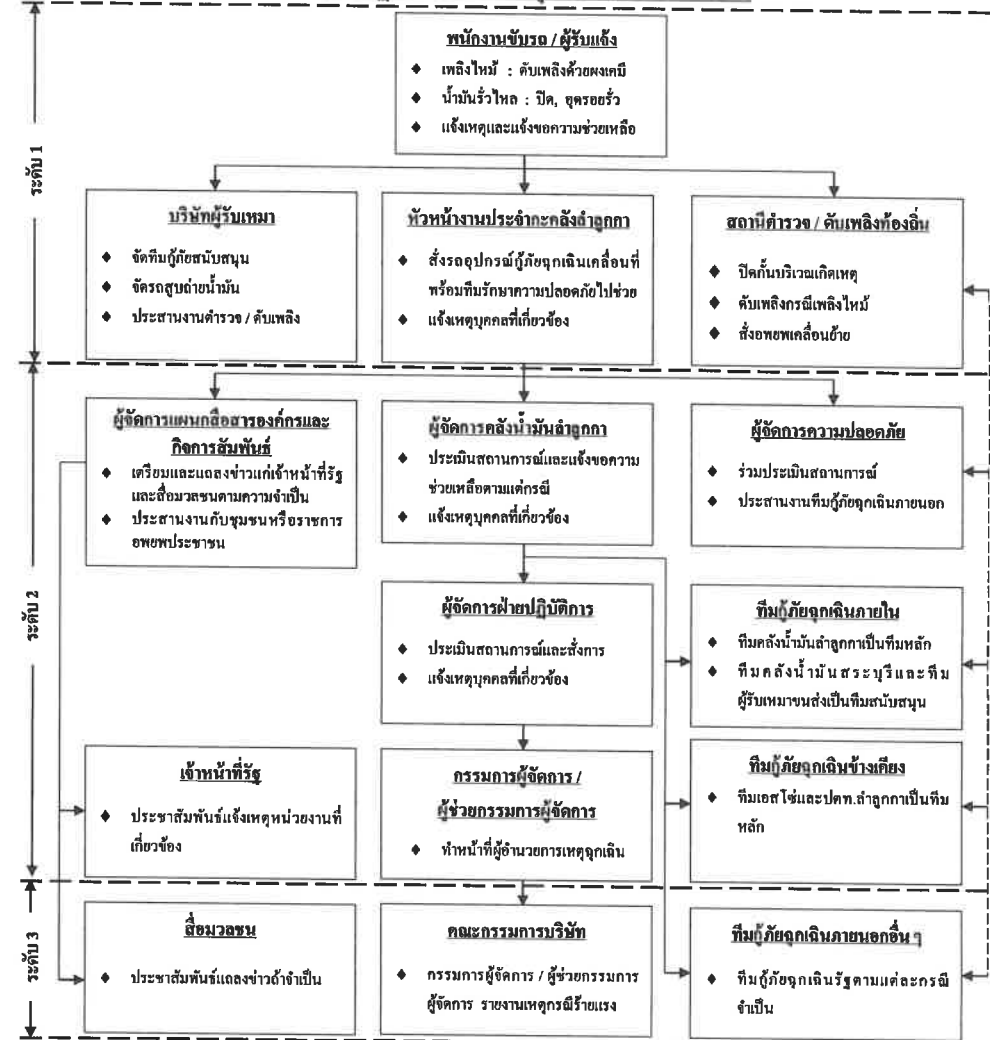 พนักงานขับรถ / ผู้รับแจ้ง
♦ เพลิงไหม้ : ดับเพลิงด้วยผงเคมี
♦ น้ำมันรั่วไหล : ปิด, อุดรอยรั่ว
♦ แจ้งเหตุและแจ้งขอความช่วยเหลือ
ระดับ 1
บริษัทผู้รับเหมา
♦ จัดทีมกู้ภัยสนับสนุน
♦ จัดรถสูบถ่ายน้ำมัน
♦ ประสานงานตำรวจ / ดับเพลิง
หัวหน้างานประจำกะคลังลำลูกกา
♦ สั่งรถอุปกรณ์กู้ภัยฉุกเฉินเคลื่อนที่
พร้อมทีมรักษาความปลอดภัยไปช่วย
♦ แจ้งเหตุบุคคลที่เกี่ยวข้อง
สถานีตำรวจ / ดับเพลิงท้องถิ่น
♦ ปิดกั้นบริเวณเกิดเหตุ
♦ ดับเพลิงกรณีเพลิงไหม้
♦ สั่งอพยพเคลื่อนย้าย
ระดับ 2
ผู้จัดการแผนกสื่อสารองค์กรและ
กิจการสัมพันธ์
♦ เตรียมและแถลงข่าวแก่เจ้าหน้าที่รัฐ
และสื่อมวลชนตามความจำเป็น
♦ ประสานงานกับชุมชนหรือราชการ
อพยพประชาชน
ผู้จัดการคลังน้ำมันลำลูกกา
♦ ประเมินสถานการณ์และแจ้งขอความ
ช่วยเหลือตามแต่กรณี
♦ แจ้งเหตุบุคคลที่เกี่ยวข้อง
ผู้จัดการความปลอดภัย
♦ ร่วมประเมินสถานการณ์
♦ ประสานงานทีมกู้ภัยฉุกเฉินภายนอก
ผู้จัดการฝ่ายปฏิบัติการ
♦ ประเมินสถานการณ์และสั่งการ
♦ แจ้งเหตุบุคคลที่เกี่ยวข้อง
ทีมกู้ภัยฉุกเฉินภายใน
♦ ทีมคลังน้ำมันลำลูกกาเป็นทีมหลัก
♦ ทีมคลังน้ำมันสระบุรีและทีม
ผู้รับเหมาขนส่งเป็นทีมสนับสนุน
เจ้าหน้าที่รัฐ
♦ ประชาสัมพันธ์แจ้งเหตุหน่วยงานที่
เกี่ยวข้อง
กรรมการผู้จัดการ /
ผู้ช่วยกรรมการผู้จัดการ
♦ ทำหน้าที่ผู้อำนวยการเหตุฉุกเฉิน
ทีมกู้ภัยฉุกเฉินข้างเคียง
♦ ทีมเอสโซ่และปตท.ลำลูกกาเป็นทีม
หลัก
ระดับ 3
สื่อมวลชน
♦ ประชาสัมพันธ์แถลงข่าวถ้าจำเป็น
คณะกรรมการบริษัท
♦ กรรมการผู้จัดการ / ผู้ช่วยกรรมการ
ผู้จัดการ รายงานเหตุกรณีร้ายแรง
ทีมกู้ภัยฉุกเฉินภายนอกอื่น ๆ
♦ ทีมกู้ภัยฉุกเฉินรัฐตามแต่ละกรณี
จำเป็น